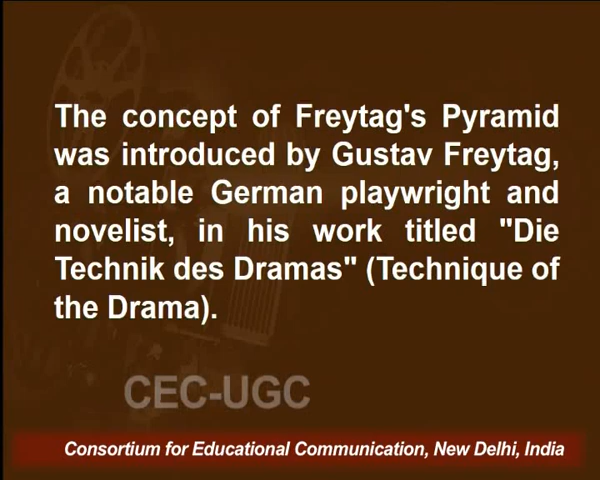 The concept of Freytag's Pyramid
was introduced by Gustav Freytag,
a notable German playwright and
novelist, in his work titled "Die
Technik des Dramas" (Technique of
the Drama).
CEC-UGC
Consortium for Educational Communication, New Delhi, India